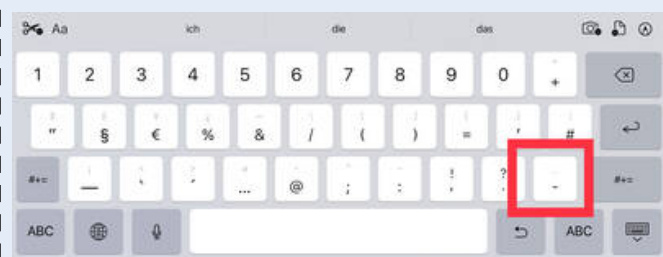 Aa ich die das
1 2 3 4 5 6 7 8 9 0 +
" § € % & / ( ) = ' #
#+= _ ... @ ; : ! , ? . - #+=
ABC ABC